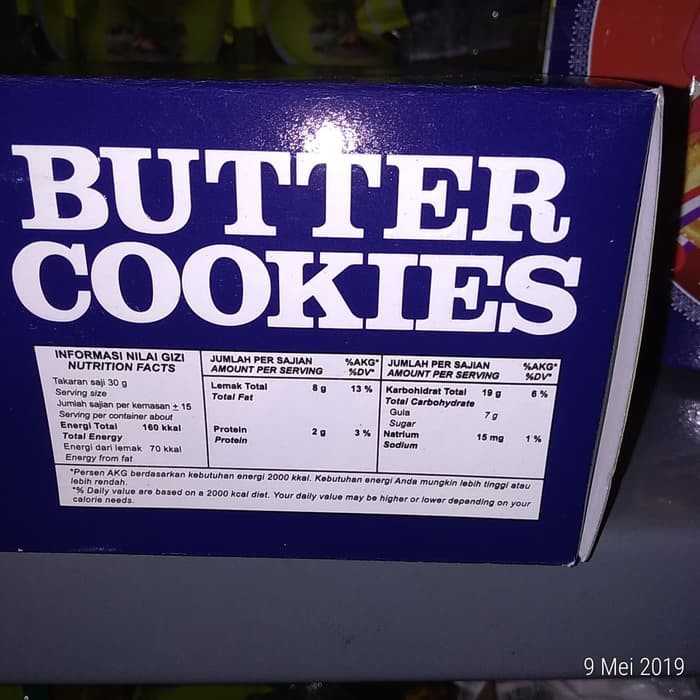 BUTTER
COOKIES
INFORMASI NILAI GIZI
NUTRITION FACTS
Takaran saji 30 g
Serving size
Jumlah sajian per kemasan ± 15
Serving per container about
Energi Total 160 kkal
Total Energy
Energi dari lemak 70 kkal
Energy from fat
JUMLAH PER SAJIAN %AKG*
AMOUNT PER SERVING %DV*
Lemak Total 8 g 13 %
Total Fat
Protein 2 g 3 %
Protein
JUMLAH PER SAJIAN %AKG*
AMOUNT PER SERVING %DV*
Karbohidrat Total 19 g 6 %
Total Carbohydrate
Gula 7 g
Sugar
Natrium 15 mg 1 %
Sodium
*Persen AKG berdasarkan kebutuhan energi 2000 kkal. Kebutuhan energi Anda mungkin lebih tinggi atau
lebih rendah.
*% Daily value are based on a 2000 kcal diet. Your daily value may be higher or lower depending on your
calorie needs.
9 Mei 2019